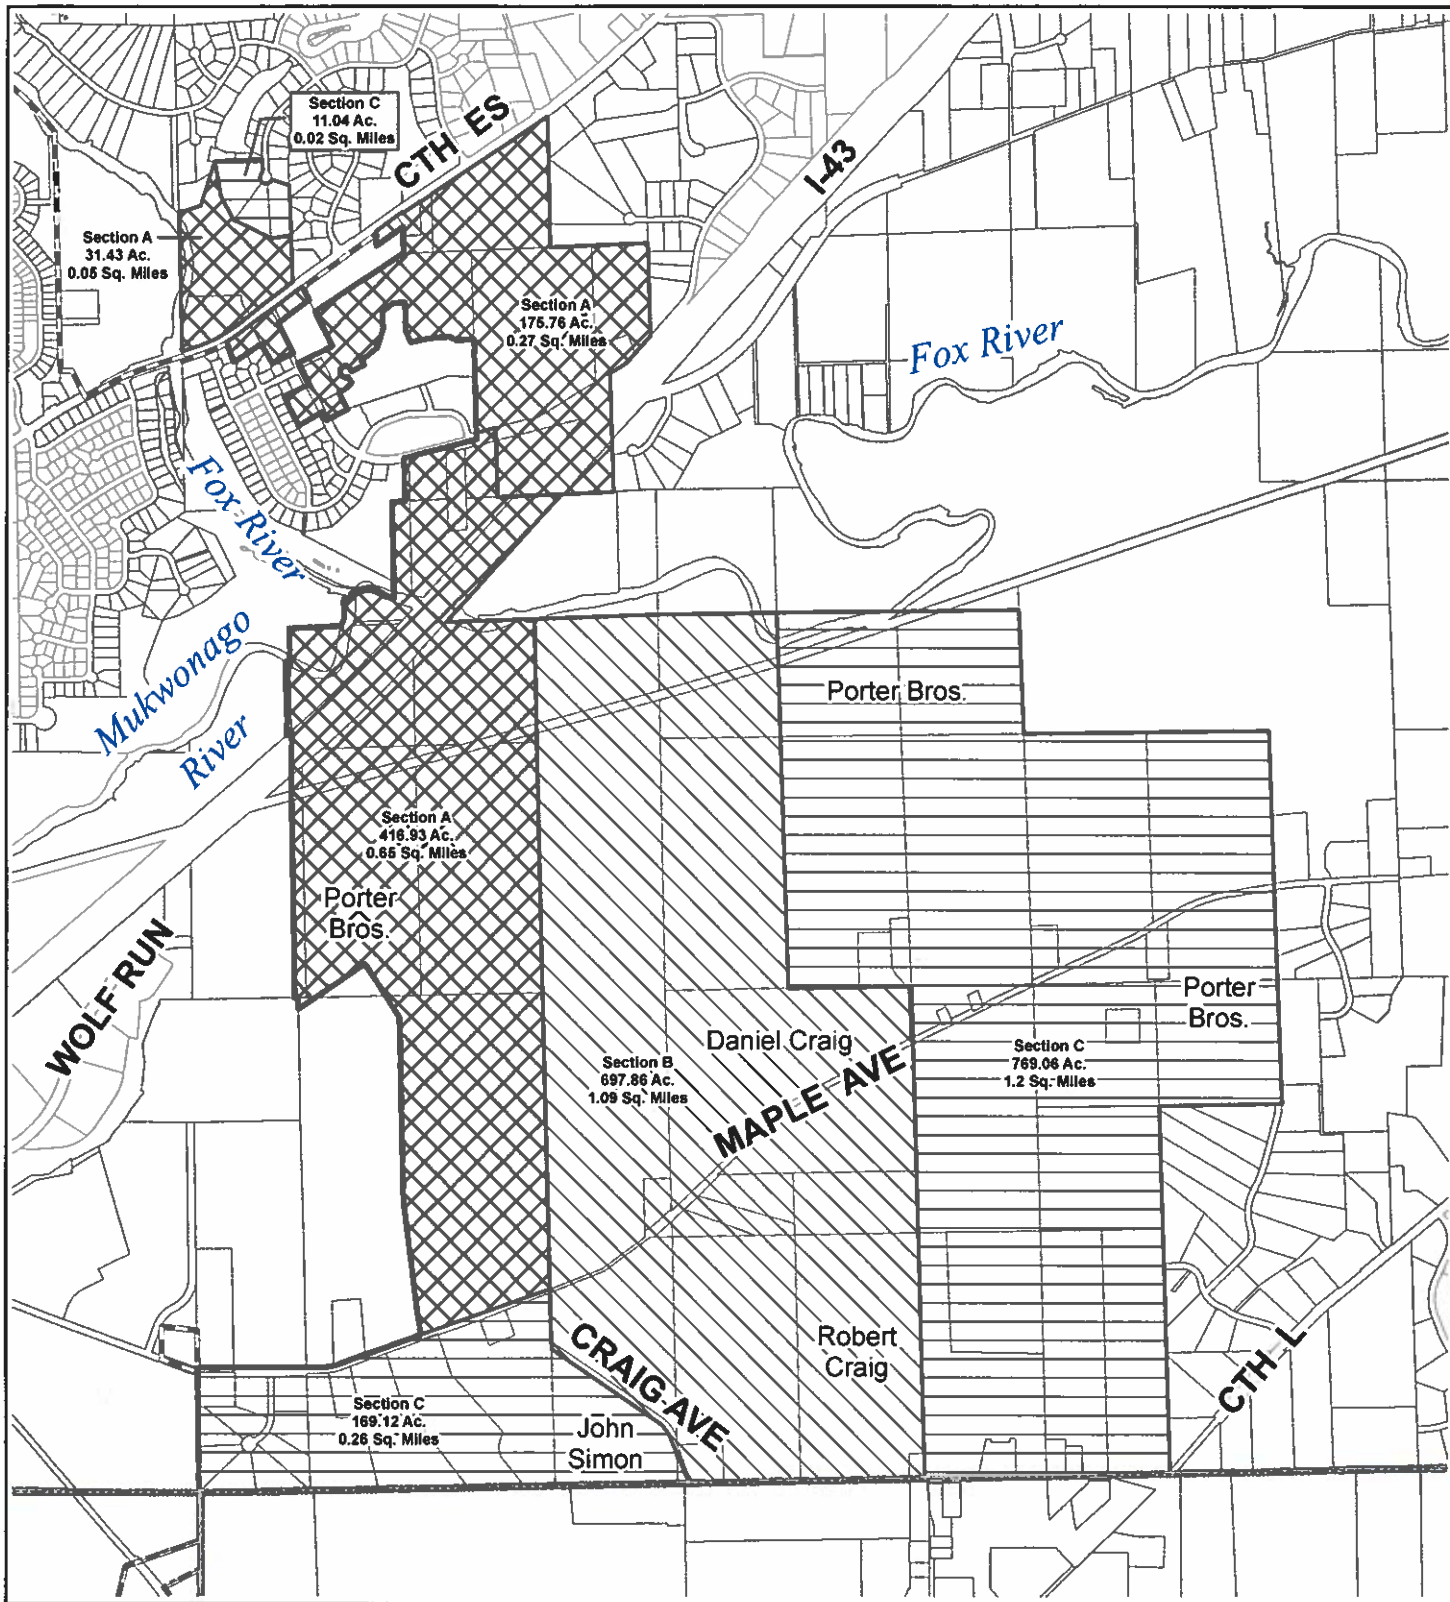 Section C
11.04 Ac.
0.02 Sq. Miles
CTH ES
I-43
Section A
31.43 Ac.
0.05 Sq. Miles
Section A
175.76 Ac.
0.27 Sq. Miles
Fox River
Fox River
Mukwonago
River
Porter Bros.
Section A
416.93 Ac.
0.65 Sq. Miles
Porter
Bros.
WOLF RUN
Porter
Bros.
Daniel Craig
Section B
697.86 Ac.
1.09 Sq. Miles
MAPLE AVE
Section C
769.06 Ac.
1.2 Sq. Miles
CRAIG AVE
Robert
Craig
CTH L
Section C
169.12 Ac.
0.26 Sq. Miles
John
Simon